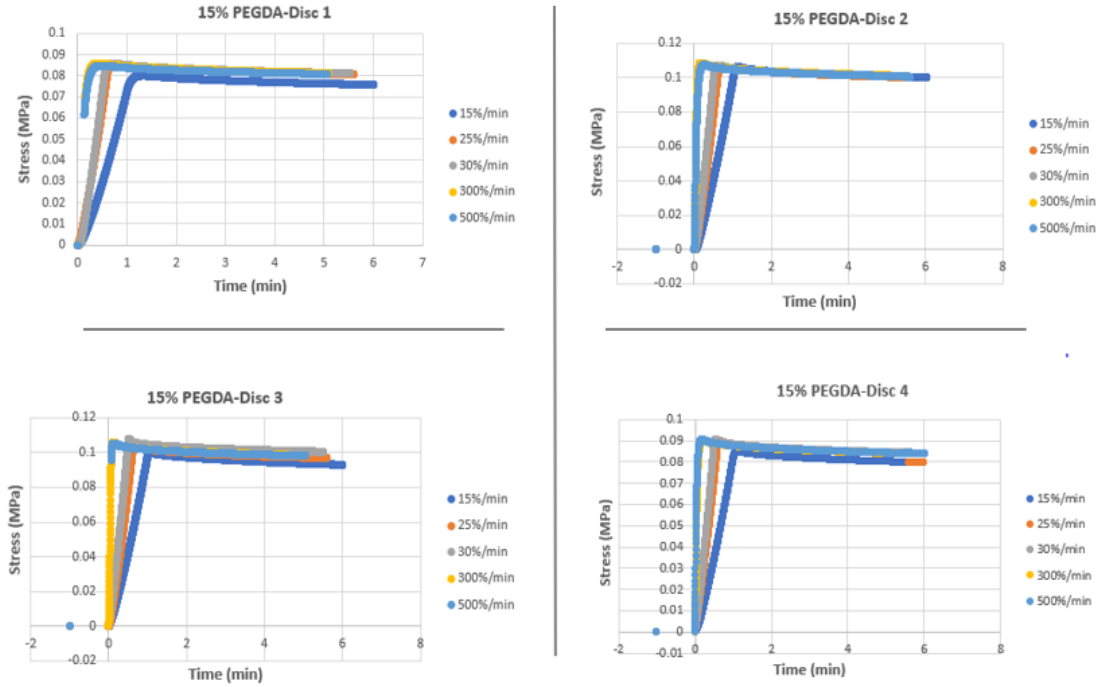 15% PEGDA-Disc 1
0.1
0.09
0.08
0.07
0.06
0.05
0.04
0.03
0.02
0.01
0
0 1 2 3 4 5 6 7
Stress (MPa)
Time (min)
15%/min
25%/min
30%/min
300%/min
500%/min
15% PEGDA-Disc 2
0.12
0.1
0.08
0.06
0.04
0.02
0
-0.02
-2 0 2 4 6 8
Stress (MPa)
Time (min)
15%/min
25%/min
30%/min
300%/min
500%/min
15% PEGDA-Disc 3
0.12
0.1
0.08
0.06
0.04
0.02
0
-0.02
-2 0 2 4 6 8
Stress (MPa)
Time (min)
15%/min
25%/min
30%/min
300%/min
500%/min
15% PEGDA-Disc 4
0.1
0.09
0.08
0.07
0.06
0.05
0.04
0.03
0.02
0.01
0
-0.01
-2 0 2 4 6 8
Stress (MPa)
Time (min)
15%/min
25%/min
30%/min
300%/min
500%/min